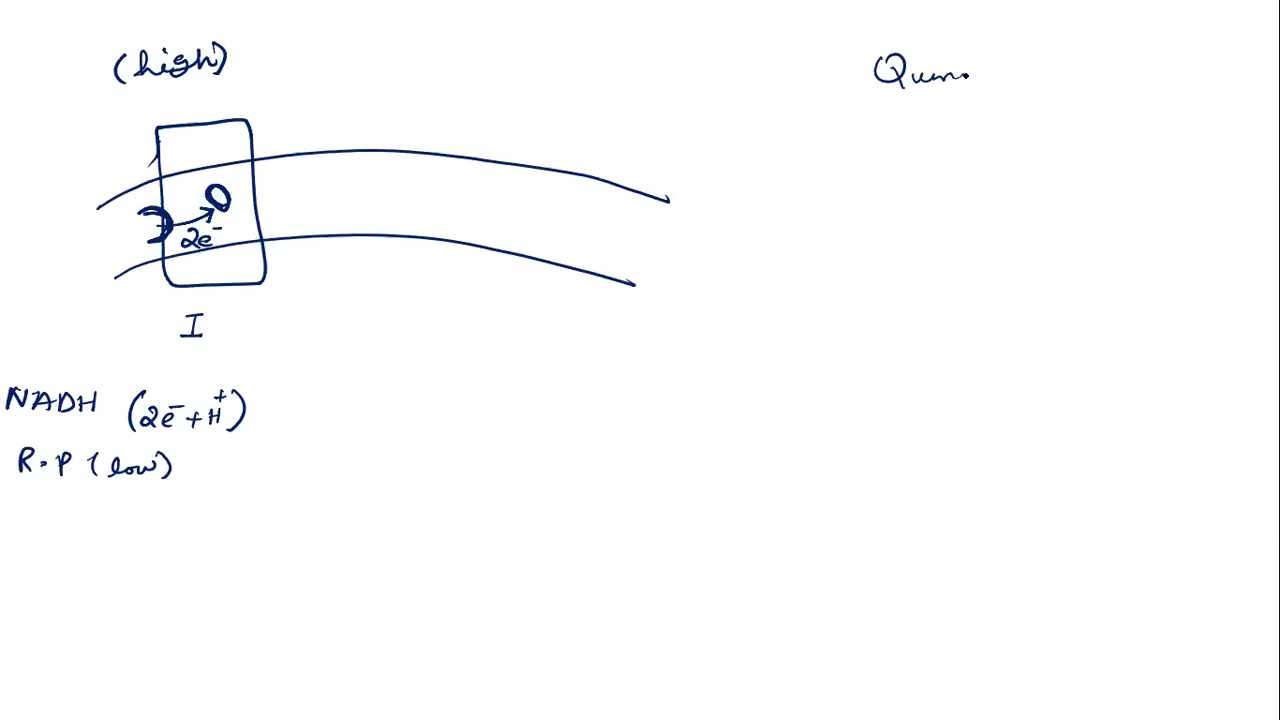 (high)
2e⁻
I
NADH (2e⁻+H⁺)
R.P (low)